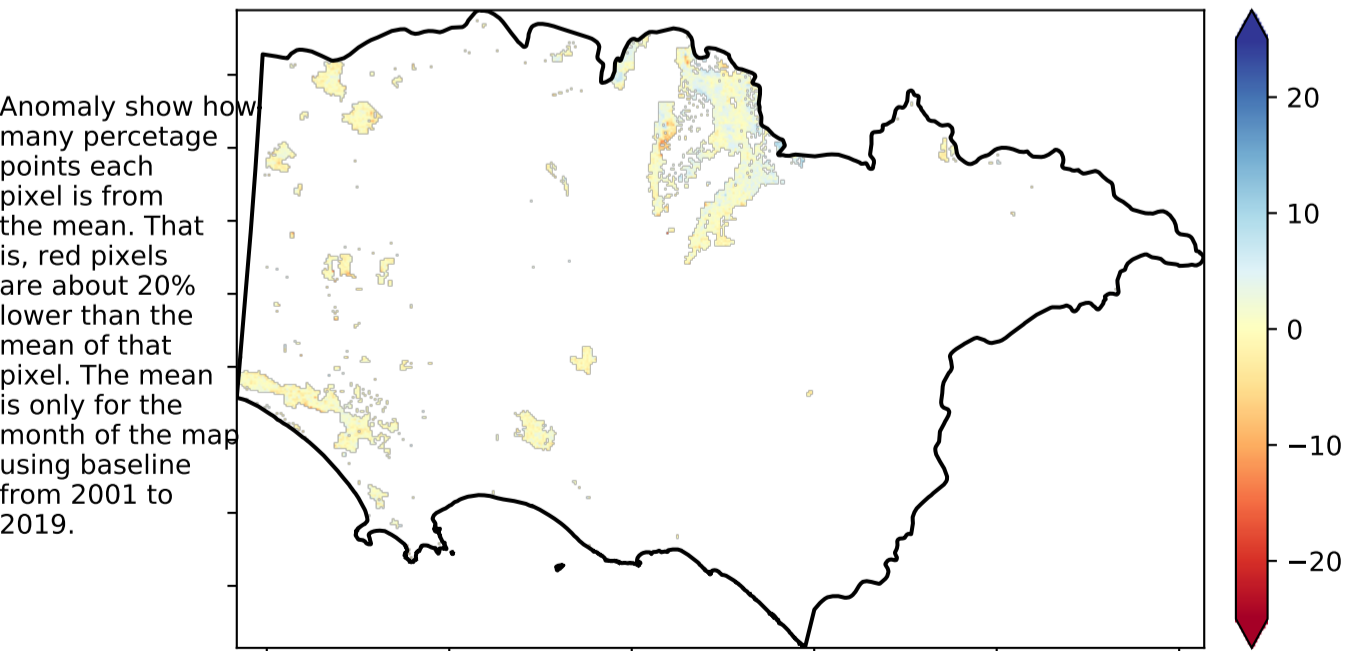 Anomaly show how
many percetage
points each
pixel is from
the mean. That
is, red pixels
are about 20%
lower than the
mean of that
pixel. The mean
is only for the
month of the map
using baseline
from 2001 to
2019.
20
10
0
−10
−20